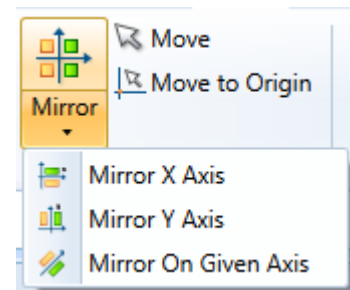 Move
Move to Origin
Mirror
Mirror X Axis
Mirror Y Axis
Mirror On Given Axis